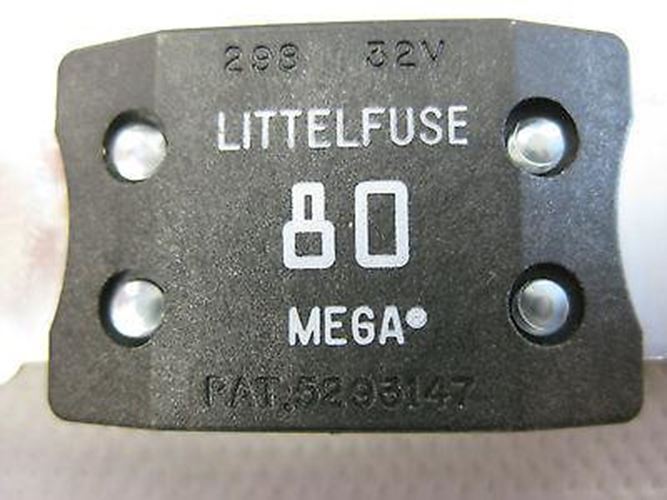 298 32V
LITTELFUSE
80
MEGA®
PAT.5293147